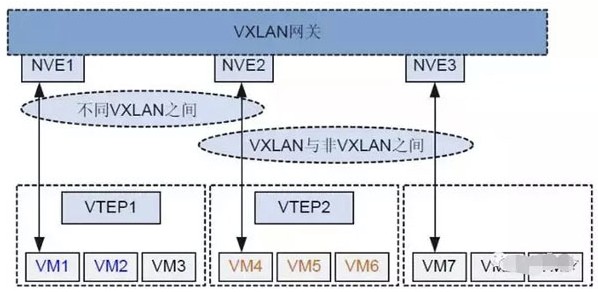 VXLAN网关
NVE1 NVE2 NVE3
不同VXLAN之间
VXLAN与非VXLAN之间
VTEP1 VTEP2
VM1 VM2 VM3 VM4 VM5 VM6 VM7